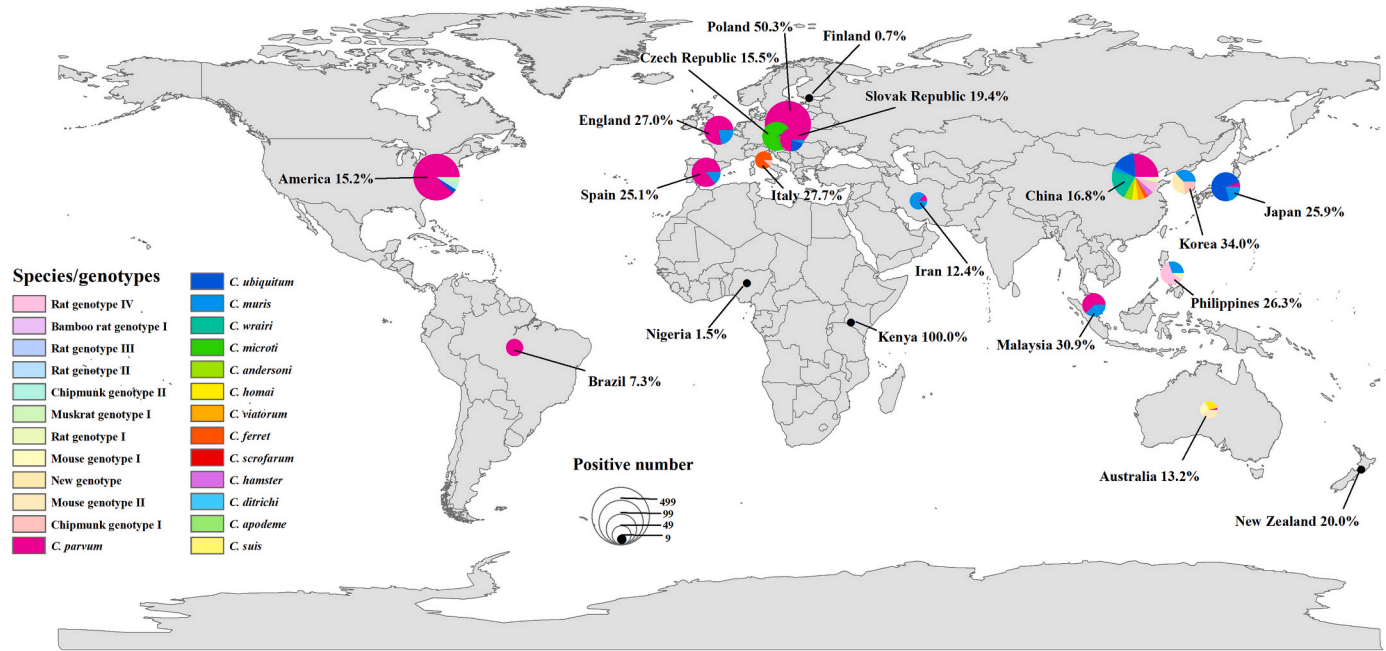 Poland 50.3%
Finland 0.7%
Czech Republic 15.5%
Slovak Republic 19.4%
England 27.0%
America 15.2%
Spain 25.1%
Italy 27.7%
China 16.8%
Japan 25.9%
Korea 34.0%
Iran 12.4%
Philippines 26.3%
Nigeria 1.5%
Kenya 100.0%
Malaysia 30.9%
Brazil 7.3%
Australia 13.2%
New Zealand 20.0%
Species/genotypes
Rat genotype IV
Bamboo rat genotype I
Rat genotype III
Rat genotype II
Chipmunk genotype II
Muskrat genotype I
Rat genotype I
Mouse genotype I
New genotype
Mouse genotype II
Chipmunk genotype I
C. parvum
C. ubiquitum
C. muris
C. wrairi
C. microti
C. andersoni
C. homai
C. viatorum
C. ferret
C. scrofarum
C. hamster
C. ditrichi
C. apodeme
C. suis
Positive number
499
99
49
9